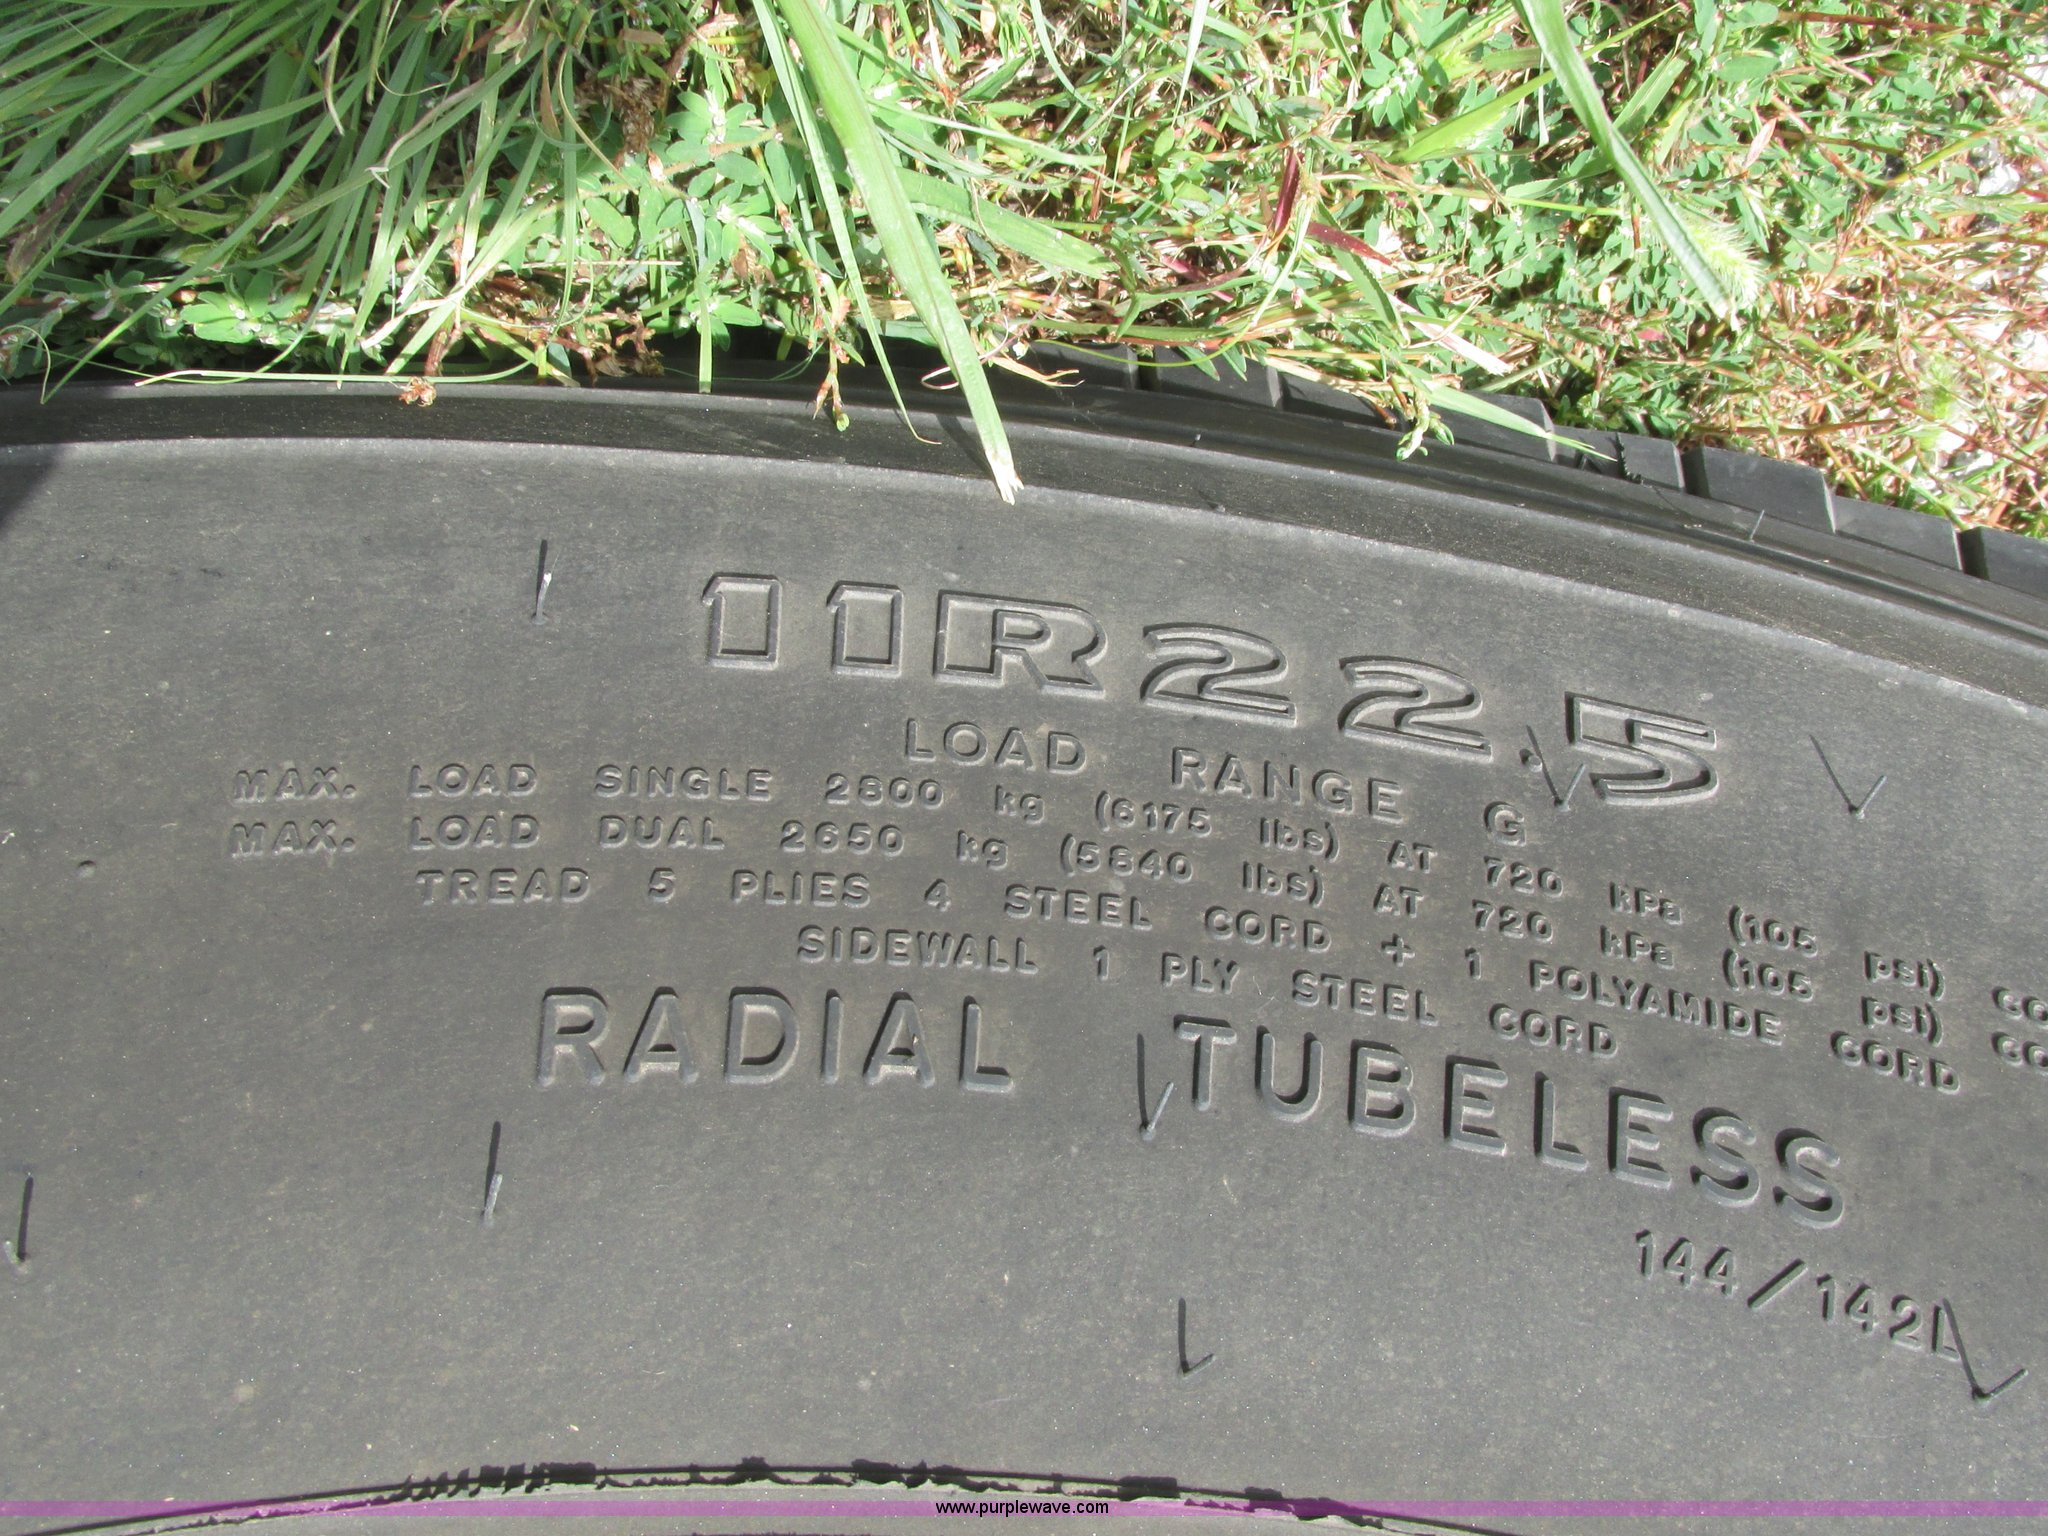 11R22.5
LOAD RANGE G
MAX. LOAD SINGLE 2800 kg (6175 lbs) AT 720 kPa (105 psi) CO
MAX. LOAD DUAL 2650 kg (5840 lbs) AT 720 kPa (105 psi) CO
TREAD 5 PLIES 4 STEEL CORD + 1 POLYAMIDE CORD
SIDEWALL 1 PLY STEEL CORD
RADIAL TUBELESS
144/142L
www.purplewave.com